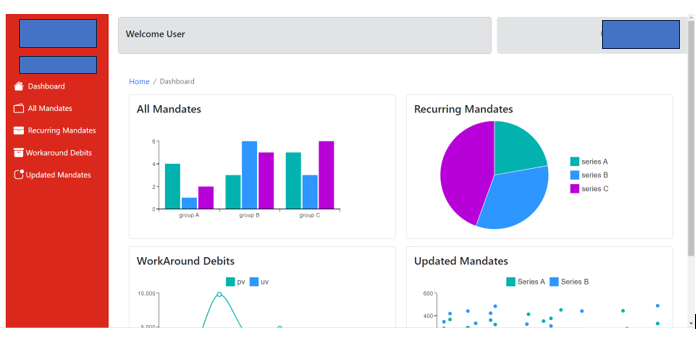 Welcome User
Home / Dashboard
Dashboard
All Mandates
Recurring Mandates
Workaround Debits
Updated Mandates
All Mandates
6
4
2
0
group A
group B
group C
Recurring Mandates
series A
series B
series C
WorkAround Debits
pv uv
10,000
5,000
Updated Mandates
Series A Series B
600
400